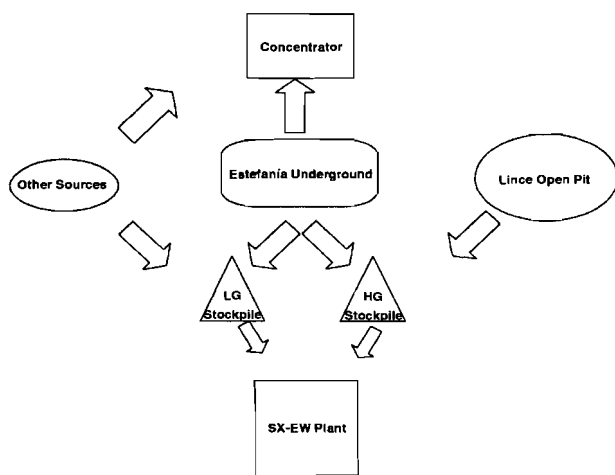 Concentrator
Other Sources
Estefanía Underground
Lince Open Pit
LG
Stockpile
HG
Stockpile
SX-EW Plant